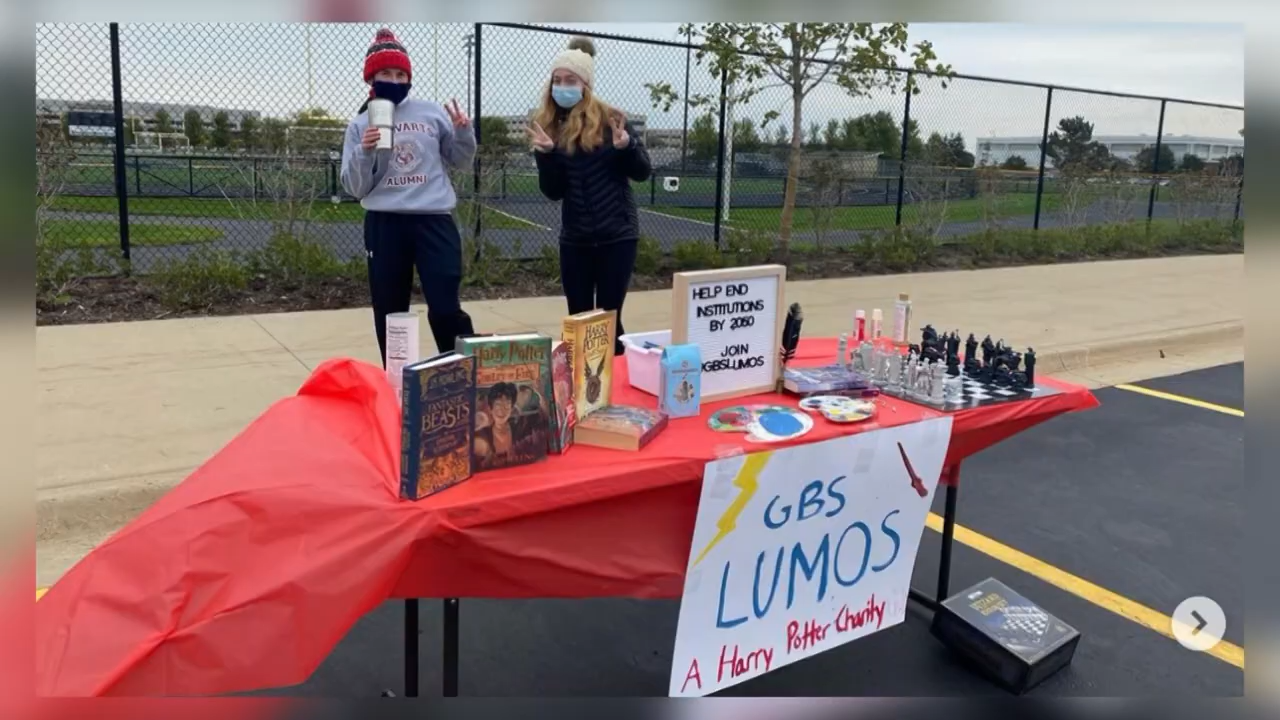 ALUMNI
HELP END
INSTITUTIONS
BY 2050
JOIN
@GBSLUMOS
HARRY
POTTER
Harry Potter
FANTASTIC
BEASTS
GBS
LUMOS
A Harry Potter Charity